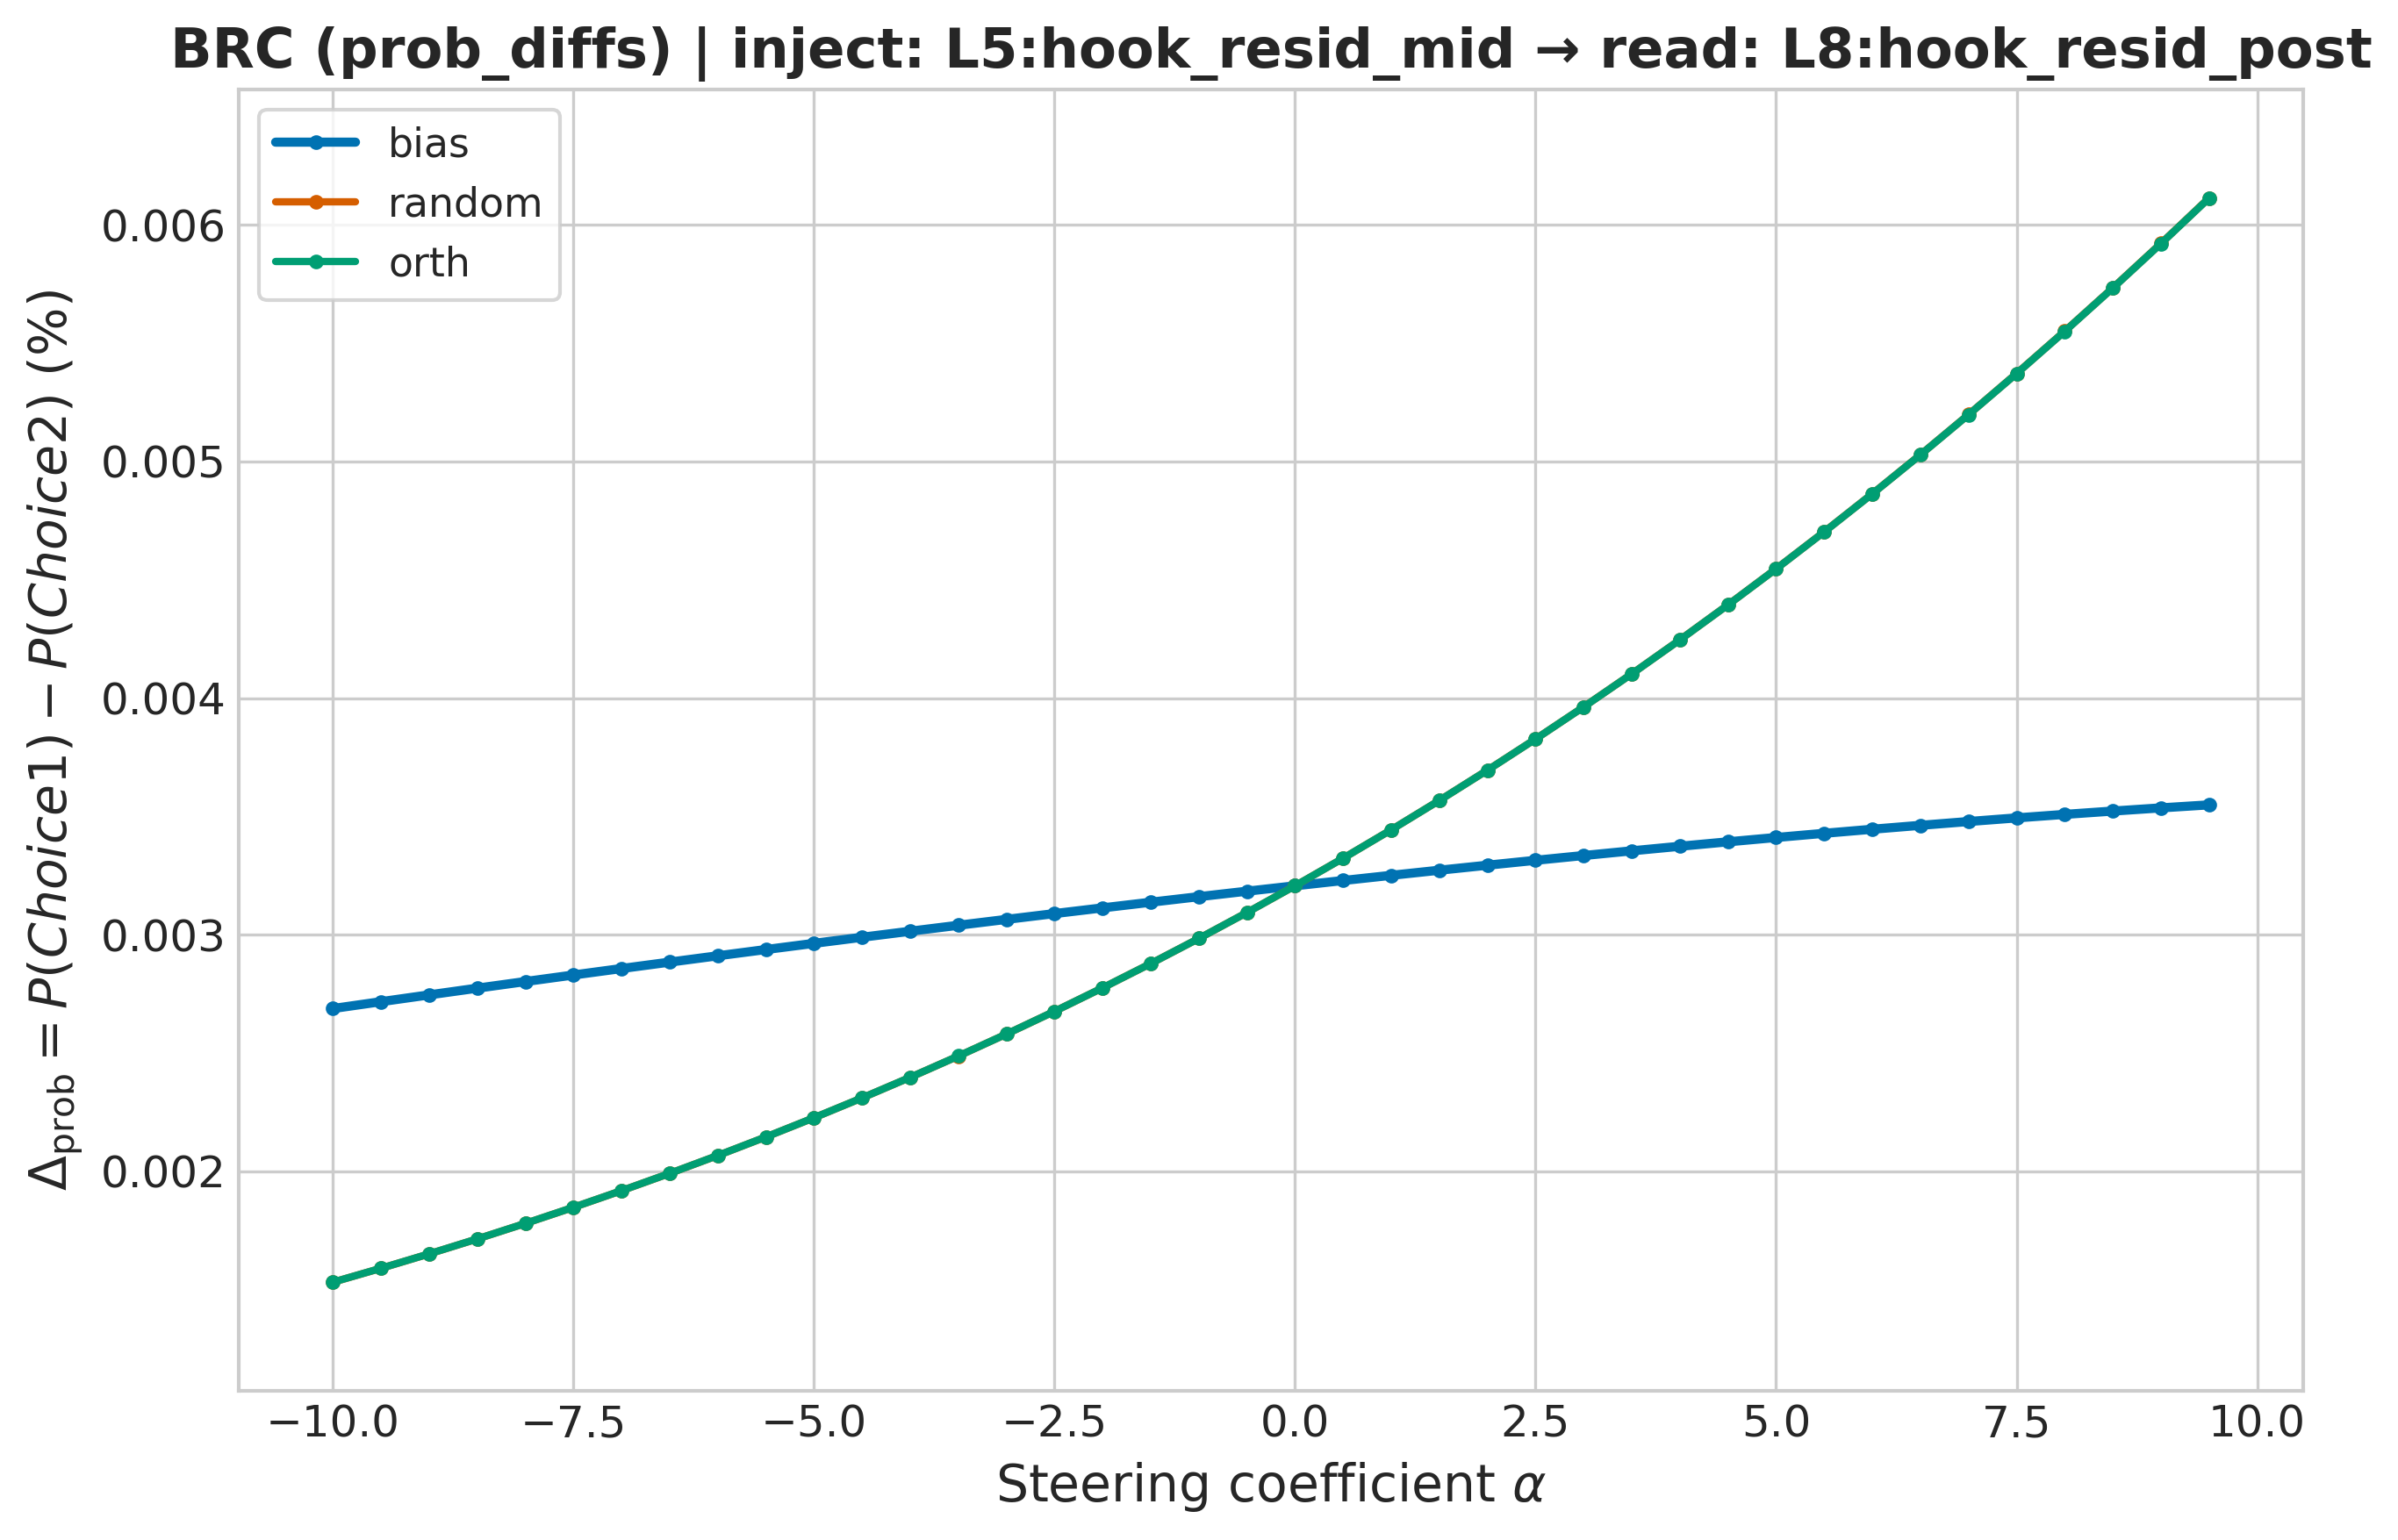 BRC (prob_diffs) | inject: L5:hook_resid_mid → read: L8:hook_resid_post
bias
random
orth
Δprob = P(Choice1) − P(Choice2) (%)
0.006
0.005
0.004
0.003
0.002
−10.0 −7.5 −5.0 −2.5 0.0 2.5 5.0 7.5 10.0
Steering coefficient α